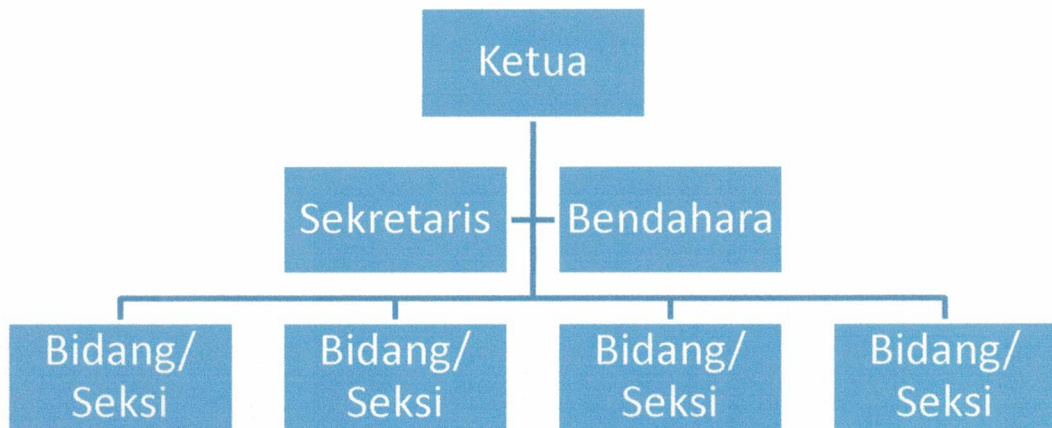 Ketua
Sekretaris
Bendahara
Bidang/
Seksi
Bidang/
Seksi
Bidang/
Seksi
Bidang/
Seksi